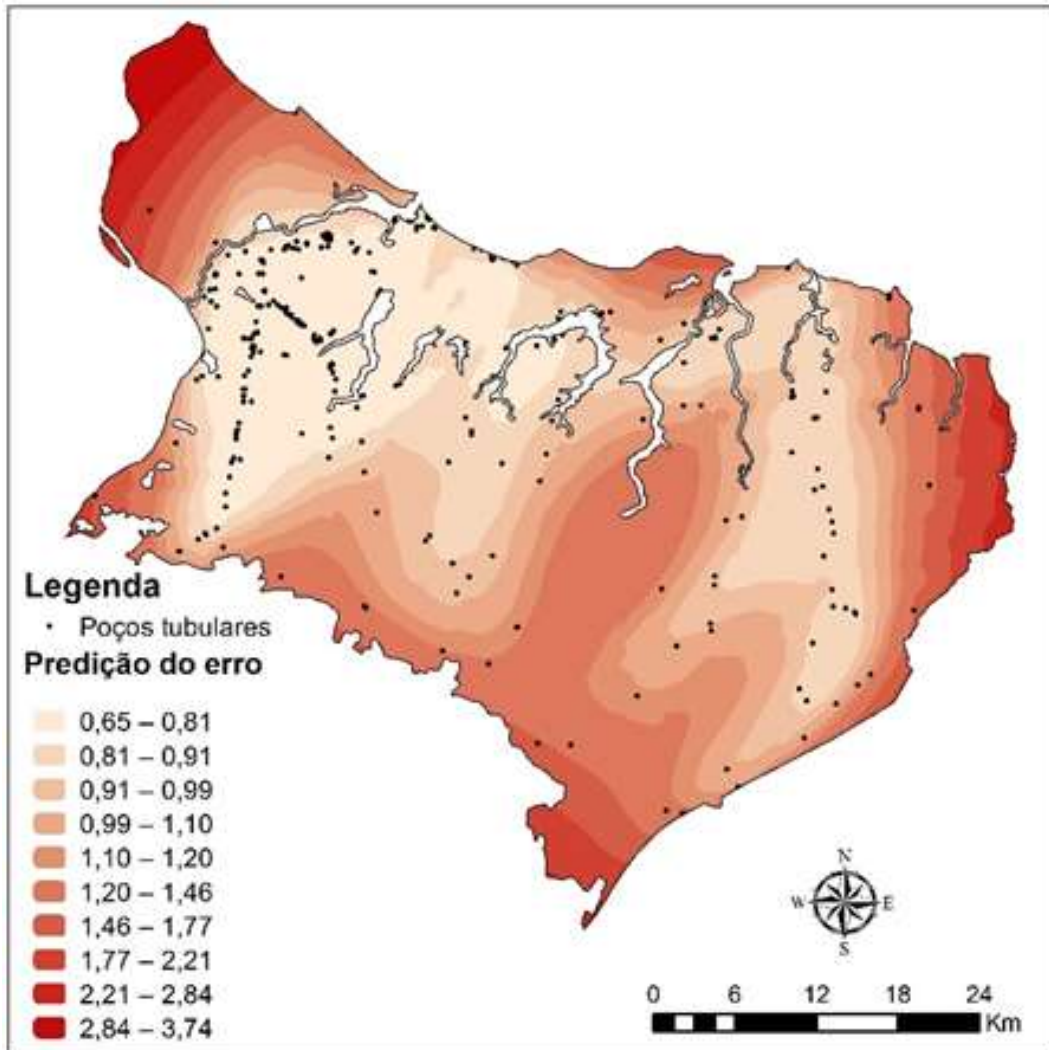 Legenda
Poços tubulares
Predição do erro
0,65 – 0,81
0,81 – 0,91
0,91 – 0,99
0,99 – 1,10
1,10 – 1,20
1,20 – 1,46
1,46 – 1,77
1,77 – 2,21
2,21 – 2,84
2,84 – 3,74
N
W E
S
0 6 12 18 24
Km